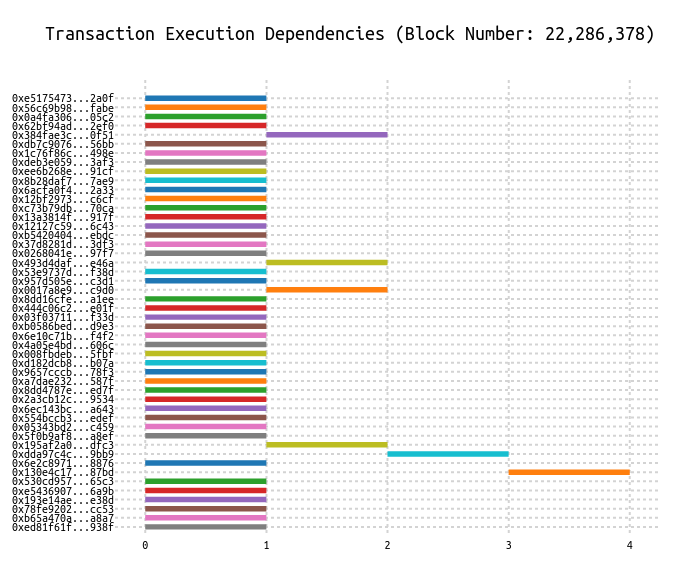 Transaction Execution Dependencies (Block Number: 22,286,378)
0xe5175473...2a0f
0x56c69b98...fabe
0x0a4fa306...05c2
0x62bf94ad...2ef0
0x384fae3c...0f51
0xdb7c9076...56bb
0x1c76f86c...498e
0xdeb3e059...3af3
0xee6b268e...91cf
0x8b28daf7...7ae9
0x6acfa0f4...2a33
0x12bf2973...c6cf
0xc73b79db...70ca
0x13a3814f...917f
0x12127c59...6c43
0xb5420404...ebdc
0x37d8281d...3df3
0x0268041e...97f7
0x493d4daf...e46a
0x53e9737d...f38d
0x957d505e...c3d1
0x0017a8e9...c9d0
0x8dd16cfe...a1ee
0x444c06c2...e01f
0x03f03711...f33d
0xb0586bed...d9e3
0x6e10c71b...f4f2
0x4a05e4bd...606c
0x008fbdeb...5fbf
0xd182dcb8...b07a
0x9657cccb...78f3
0xa7dae232...587f
0x8dd4787e...ed7f
0x2a3cb12c...9534
0x6ec143bc...a643
0x554bccb3...edef
0x05343bd2...c459
0x5f0b9af8...a8ef
0x195af2a0...dfc3
0xdda97c4c...9bb9
0x6e2c8971...8876
0x130e4c17...87bd
0x530cd957...65c3
0xe5436907...6a9b
0x193e14ae...e38d
0x78fe9202...cc53
0xb65a470a...a8a7
0xed81f61f...938f
0 1 2 3 4